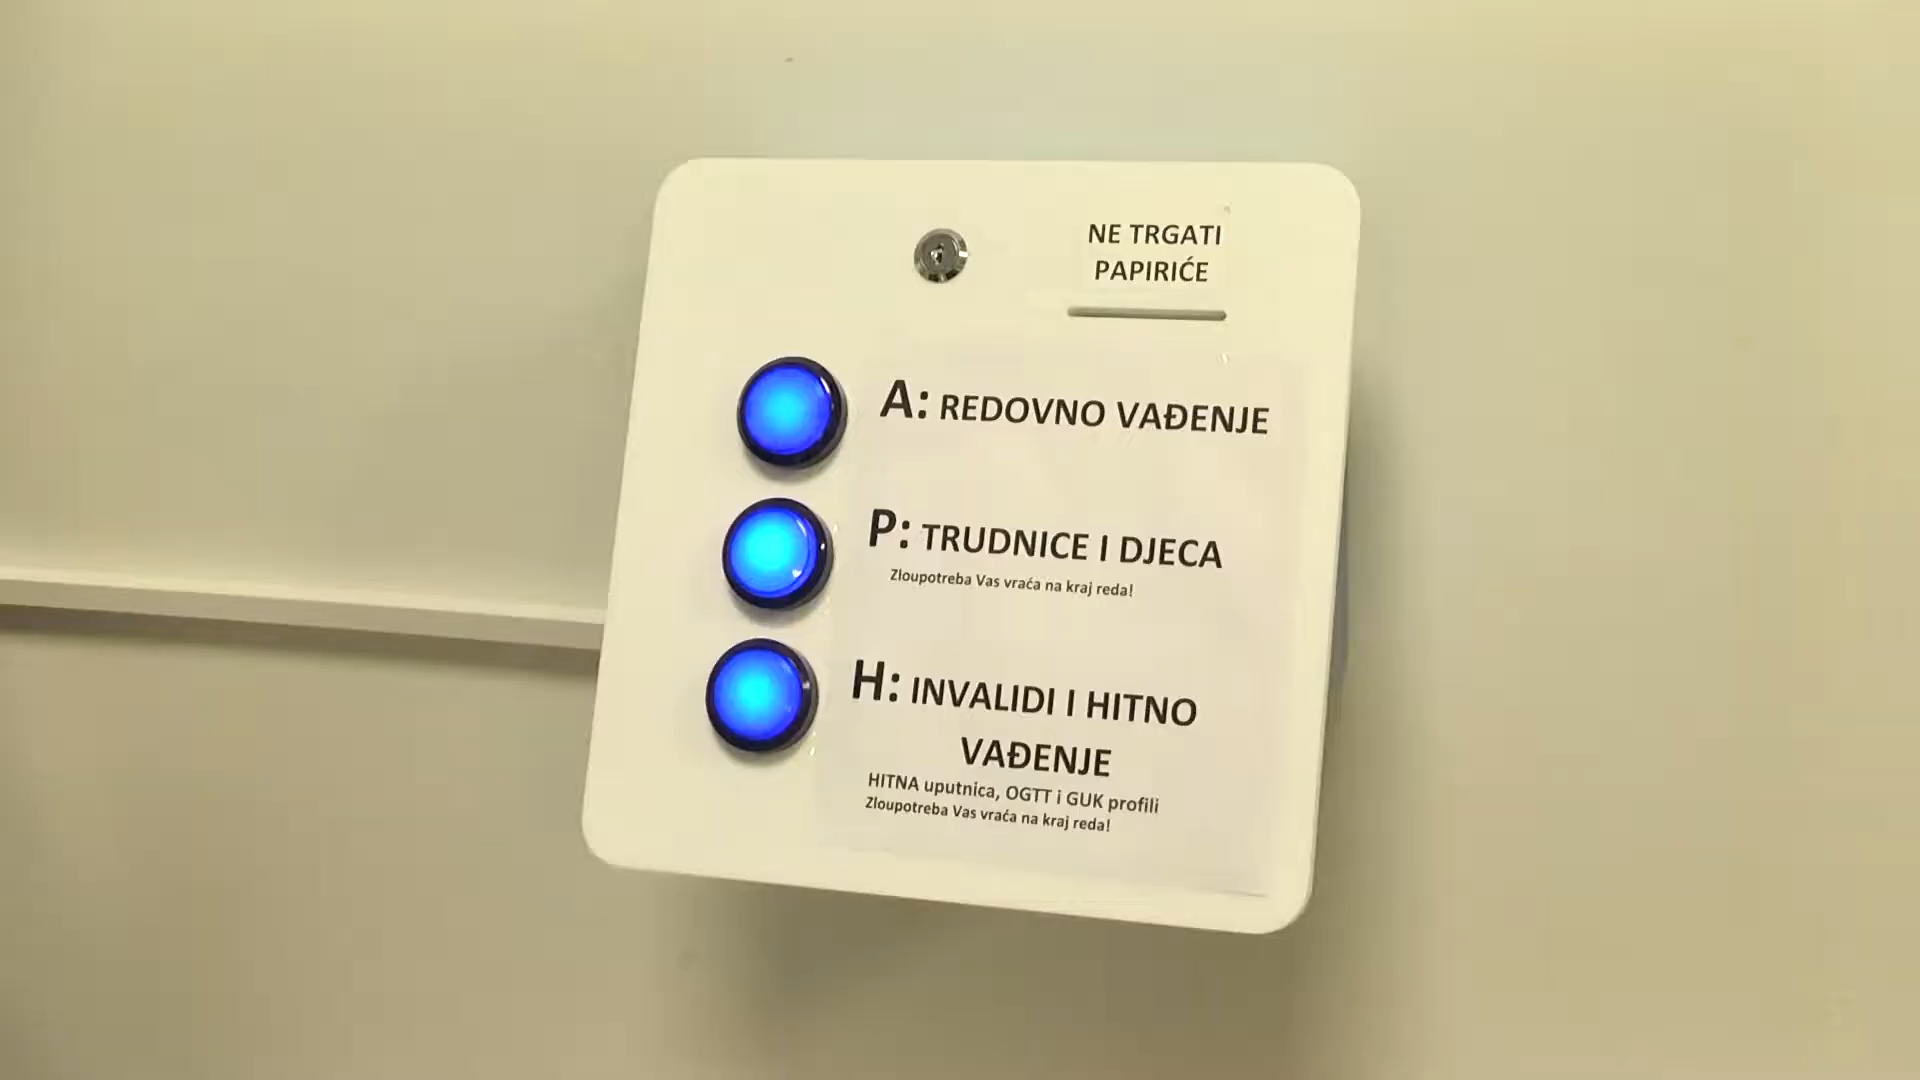 NE TRGATI
PAPIRIĆE
A: REDOVNO VAĐENJE
P: TRUDNICE I DJECA
Zloupotreba Vas vraća na kraj reda!
H: INVALIDI I HITNO
VAĐENJE
HITNA uputnica, OGTT i GUK profili
Zloupotreba Vas vraća na kraj reda!